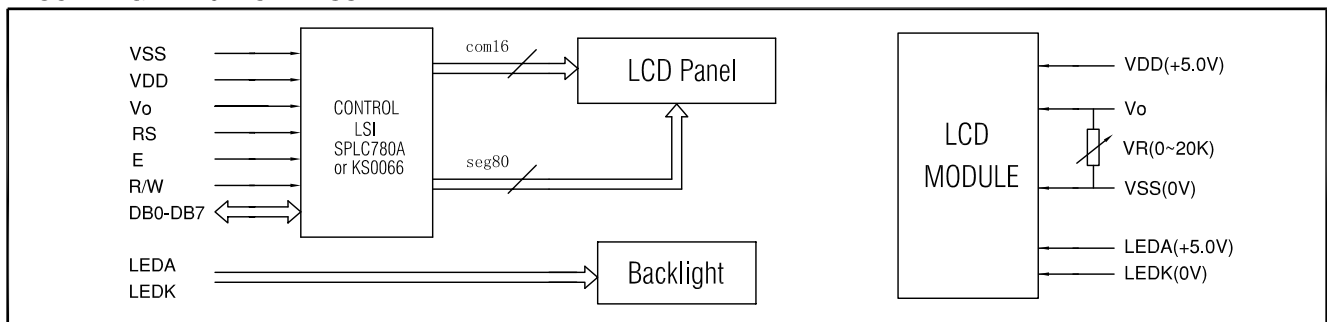 VSS
VDD
Vo
RS
E
R/W
DB0-DB7
LEDA
LEDK
CONTROL
LSI
SPLC780A
or KS0066
com16
seg80
LCD Panel
Backlight
LCD
MODULE
VDD(+5.0V)
Vo
VR(0~20K)
VSS(0V)
LEDA(+5.0V)
LEDK(0V)